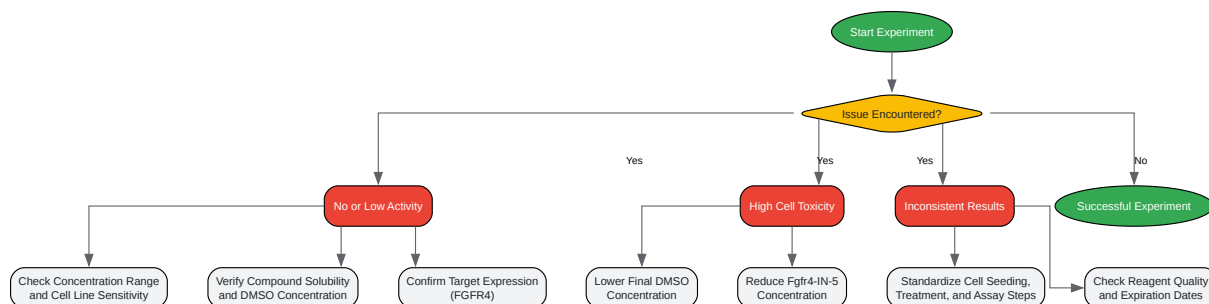 Start Experiment
Issue Encountered?
Yes
Yes
Yes
No
No or Low Activity
High Cell Toxicity
Inconsistent Results
Successful Experiment
Check Concentration Range
and Cell Line Sensitivity
Verify Compound Solubility
and DMSO Concentration
Confirm Target Expression
(FGFR4)
Lower Final DMSO
Concentration
Reduce Fgfr4-IN-5
Concentration
Standardize Cell Seeding,
Treatment, and Assay Steps
Check Reagent Quality
and Expiration Dates